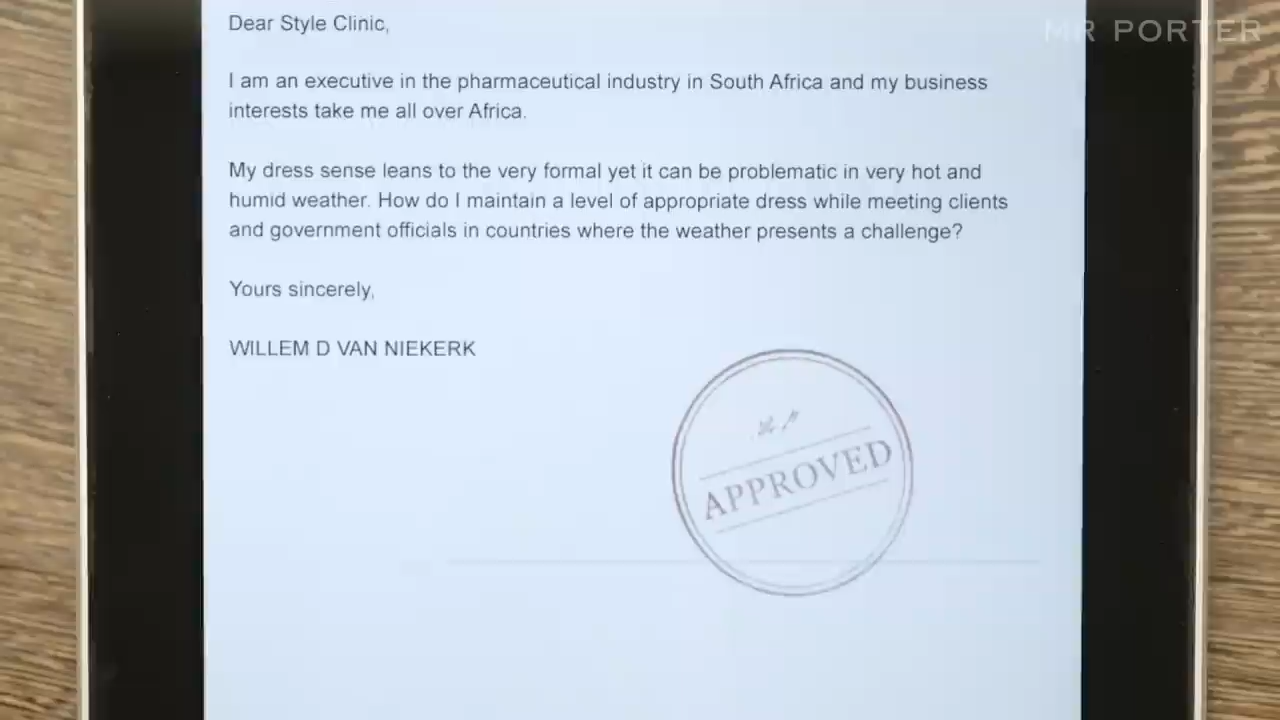 MR PORTER
Dear Style Clinic,
I am an executive in the pharmaceutical industry in South Africa and my business
interests take me all over Africa.
My dress sense leans to the very formal yet it can be problematic in very hot and
humid weather. How do I maintain a level of appropriate dress while meeting clients
and government officials in countries where the weather presents a challenge?
Yours sincerely,
WILLEM D VAN NIEKERK
APPROVED